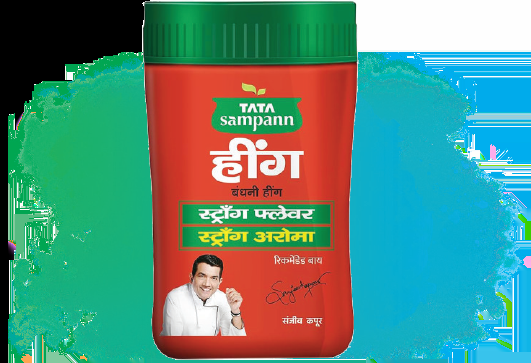 TATA
sampann
हींग
बंधनी हींग
स्ट्राँग फ्लेवर
स्ट्राँग अरोमा
रिकमेंडेड बाय
संजीव कपूर